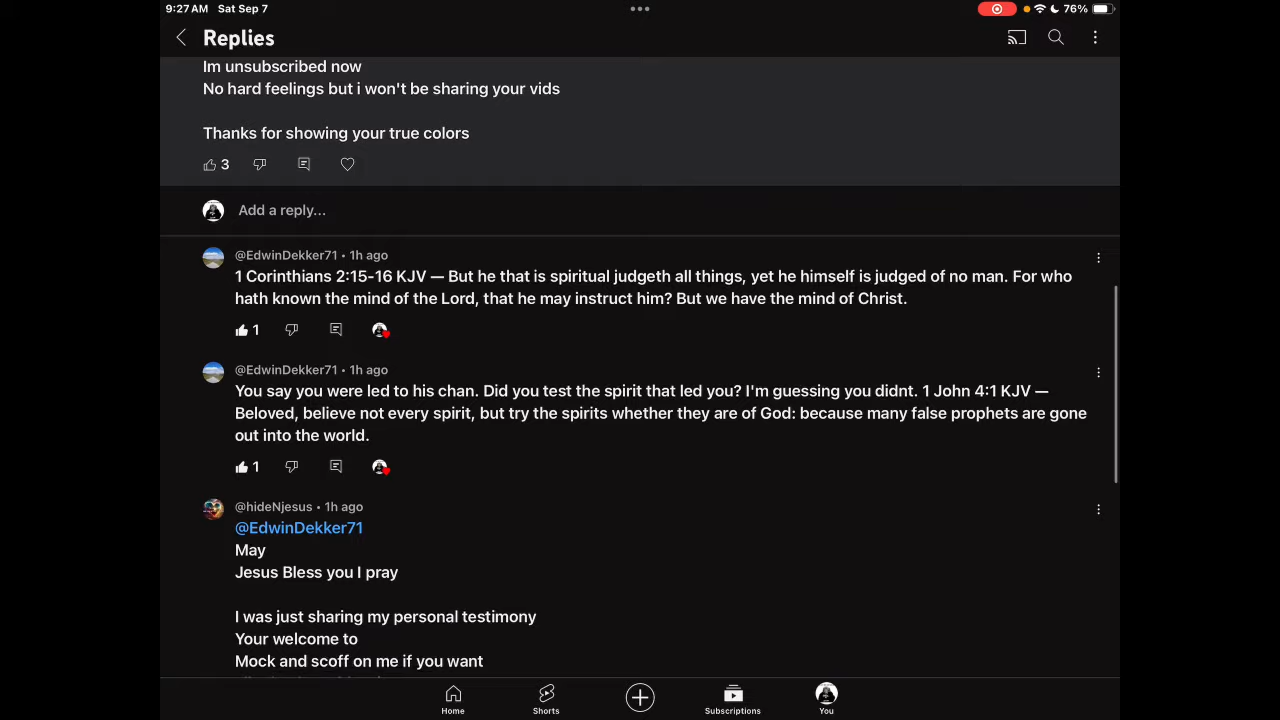 9:27 AM Sat Sep 7
76%
Replies
Im unsubscribed now
No hard feelings but i won't be sharing your vids
Thanks for showing your true colors
3
Add a reply...
@EdwinDekker71 • 1h ago
1 Corinthians 2:15-16 KJV — But he that is spiritual judgeth all things, yet he himself is judged of no man. For who
hath known the mind of the Lord, that he may instruct him? But we have the mind of Christ.
1
@EdwinDekker71 • 1h ago
You say you were led to his chan. Did you test the spirit that led you? I'm guessing you didnt. 1 John 4:1 KJV —
Beloved, believe not every spirit, but try the spirits whether they are of God: because many false prophets are gone
out into the world.
1
@hideNjesus • 1h ago
@EdwinDekker71
May
Jesus Bless you I pray
I was just sharing my personal testimony
Your welcome to
Mock and scoff on me if you want
Home
Shorts
Subscriptions
You